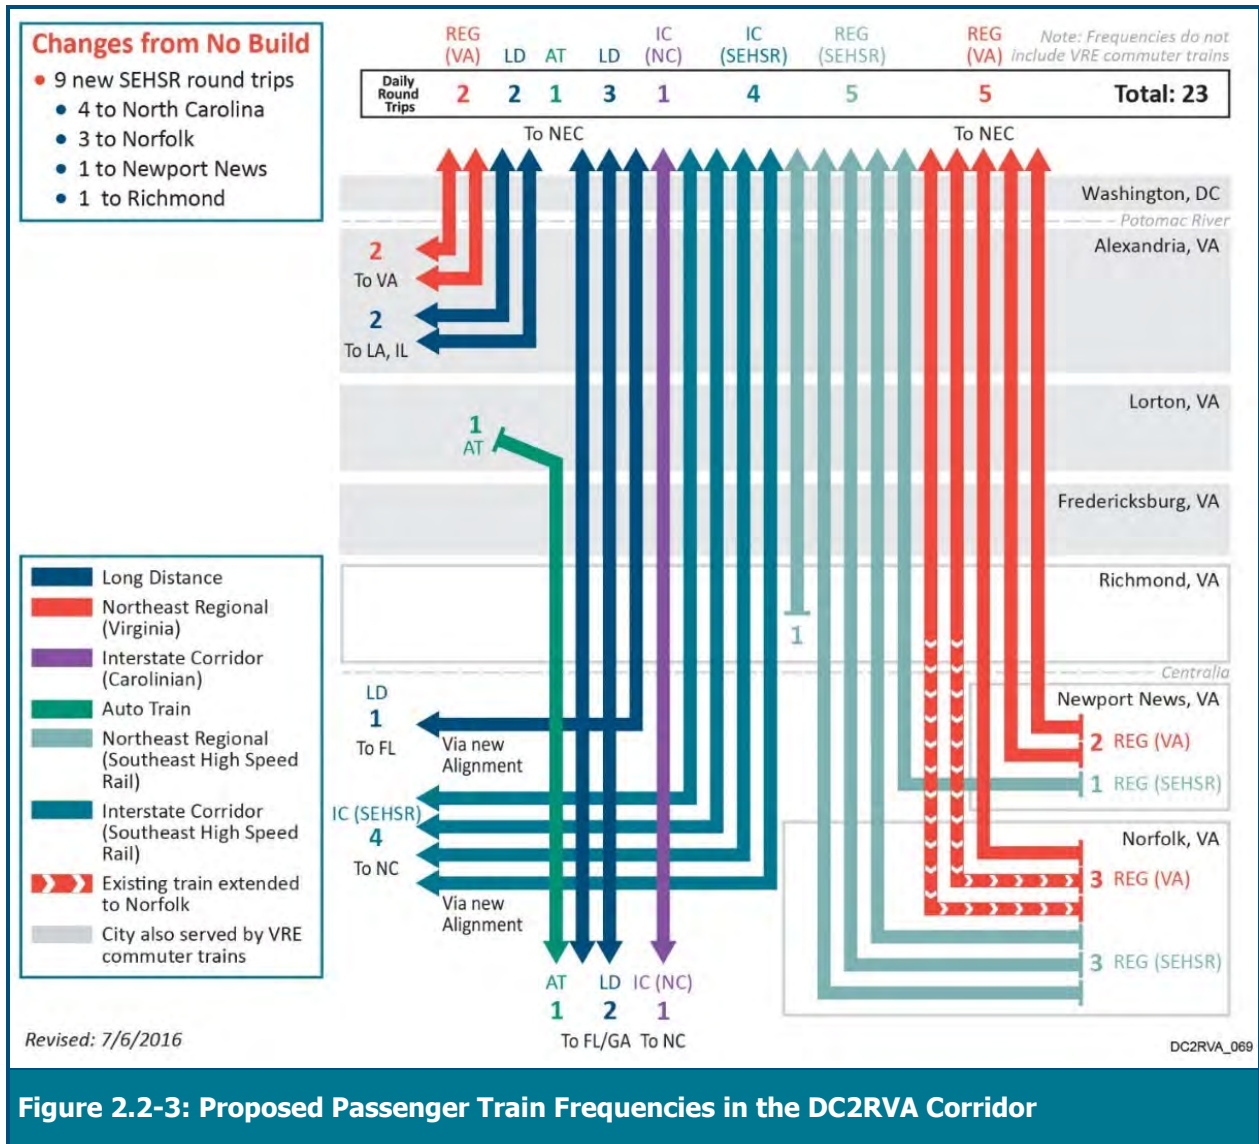 Changes from No Build
• 9 new SEHSR round trips
• 4 to North Carolina
• 3 to Norfolk
• 1 to Newport News
• 1 to Richmond
REG (VA)
LD
AT
LD
IC (NC)
IC (SEHSR)
REG (SEHSR)
REG (VA)
Note: Frequencies do not
include VRE commuter trains
Daily
Round
Trips
2 2 1 3 1 4 5 5 Total: 23
To NEC
To NEC
Washington, DC
Potomac River
Alexandria, VA
2
To VA
2
To LA, IL
Lorton, VA
1
AT
Fredericksburg, VA
Richmond, VA
1
Centralia
Long Distance
Northeast Regional
(Virginia)
Interstate Corridor
(Carolinian)
Auto Train
Northeast Regional
(Southeast High Speed
Rail)
Interstate Corridor
(Southeast High Speed
Rail)
Existing train extended
to Norfolk
City also served by VRE
commuter trains
LD
1
To FL
Via new
Alignment
IC (SEHSR)
4
To NC
Via new
Alignment
Newport News, VA
2 REG (VA)
1 REG (SEHSR)
Norfolk, VA
3 REG (VA)
3 REG (SEHSR)
AT LD IC (NC)
1 2 1
To FL/GA To NC
Revised: 7/6/2016
DC2RVA_069
Figure 2.2-3: Proposed Passenger Train Frequencies in the DC2RVA Corridor